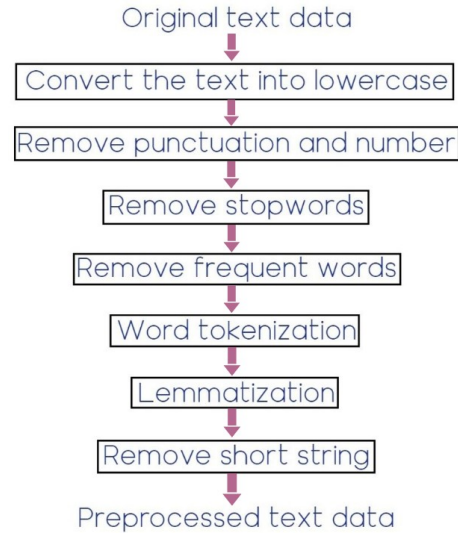 Original text data
Convert the text into lowercase
Remove punctuation and number
Remove stopwords
Remove frequent words
Word tokenization
Lemmatization
Remove short string
Preprocessed text data